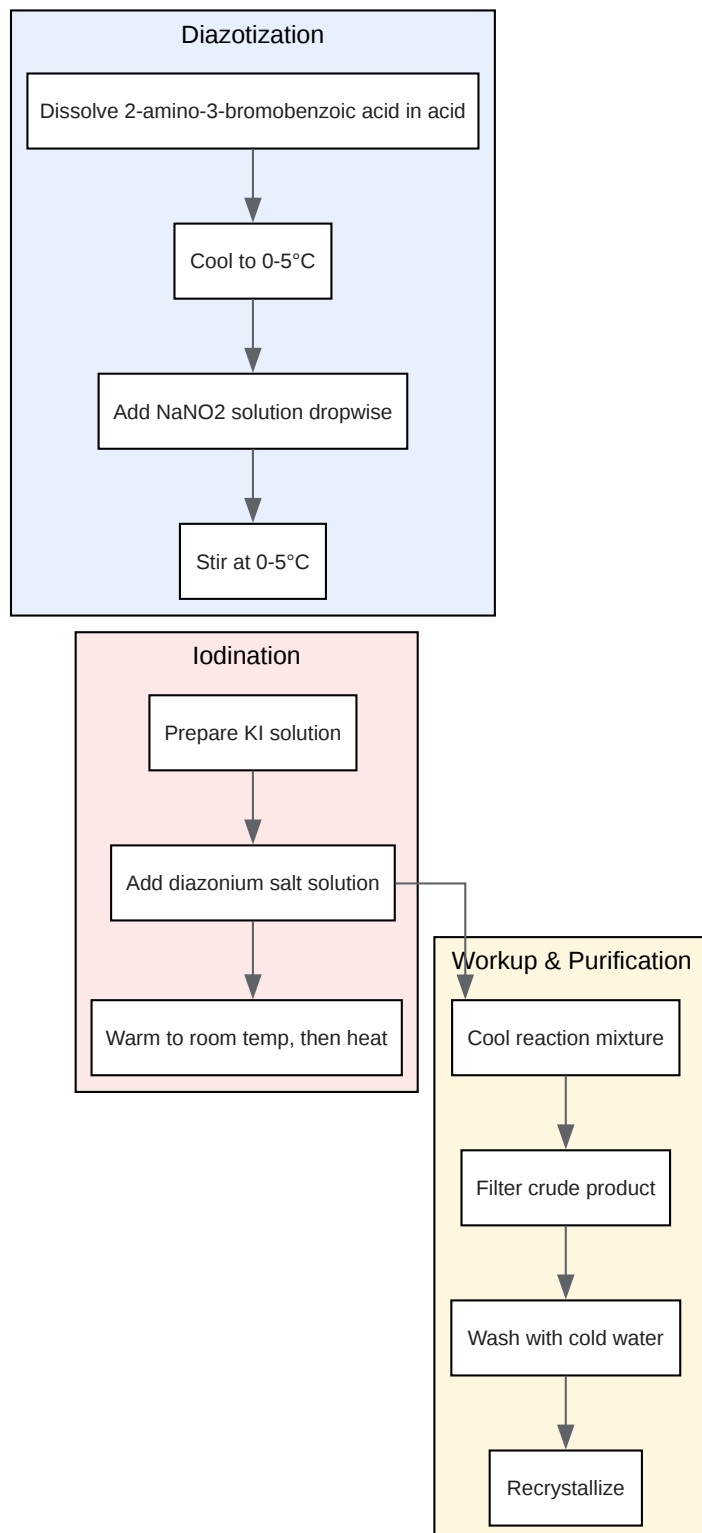 Diazotization
Dissolve 2-amino-3-bromobenzoic acid in acid
Cool to 0-5°C
Add NaNO2 solution dropwise
Stir at 0-5°C
Iodination
Prepare KI solution
Add diazonium salt solution
Warm to room temp, then heat
Workup & Purification
Cool reaction mixture
Filter crude product
Wash with cold water
Recrystallize